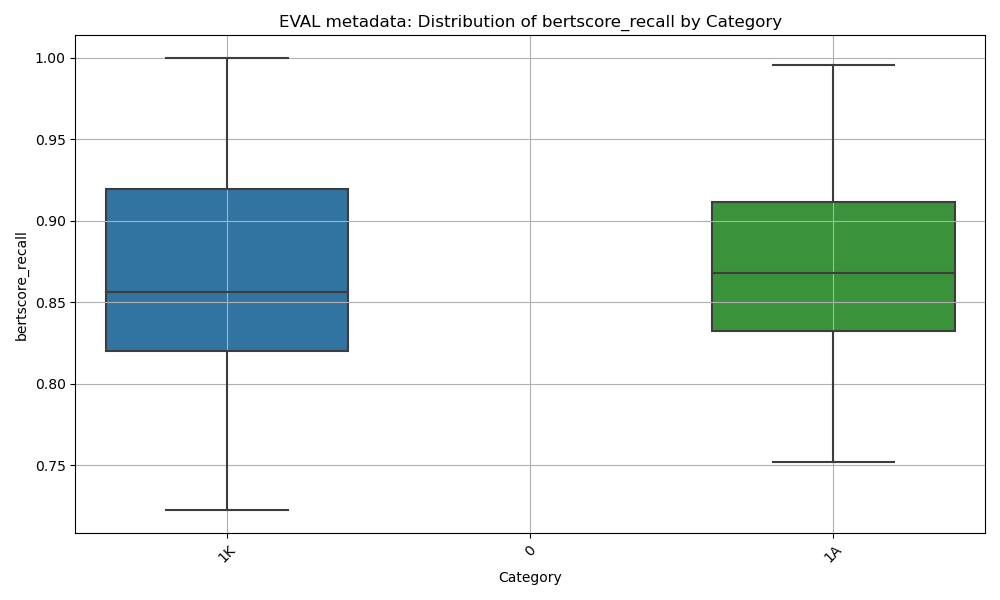 EVAL metadata: Distribution of bertscore_recall by Category
bertscore_recall
1.00
0.95
0.90
0.85
0.80
0.75
1K
0
1A
Category